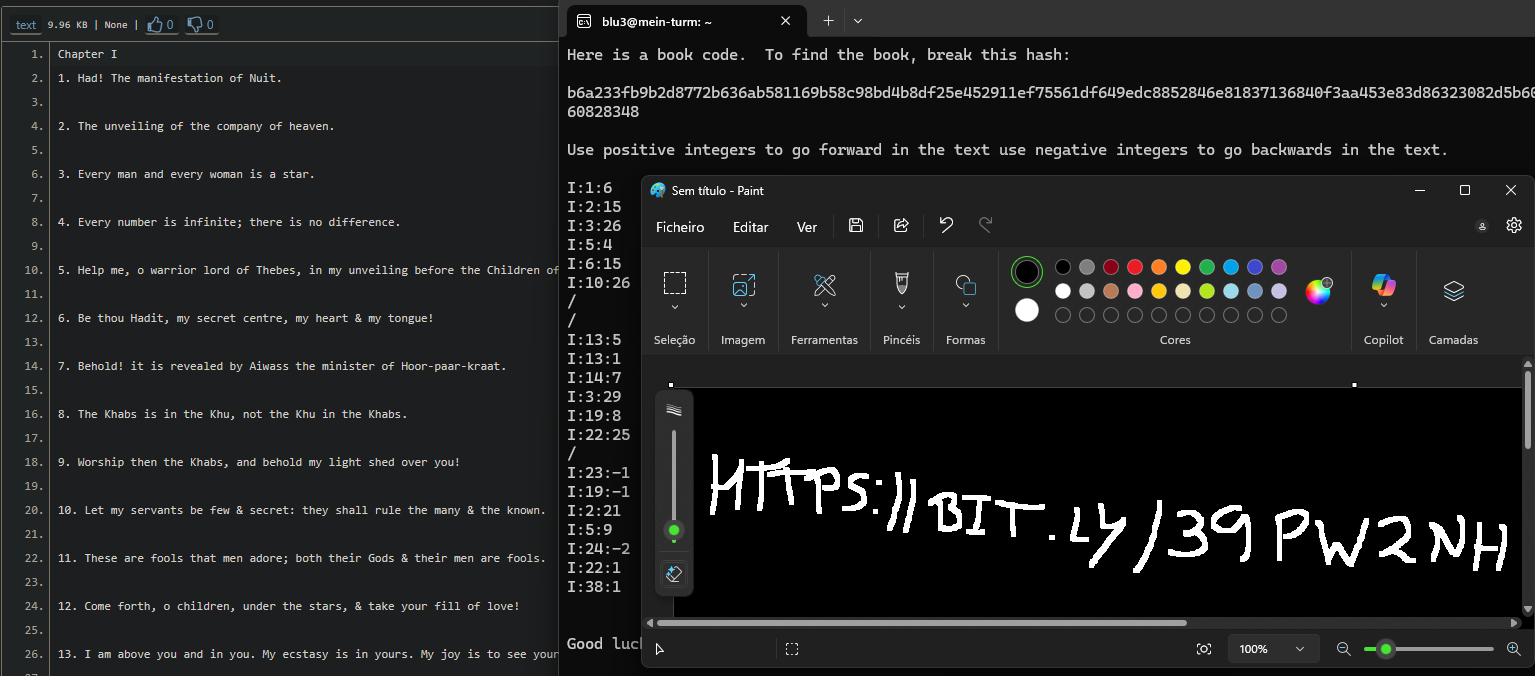 text 9.96 KB | None | 0 0
1. Chapter I
2. 1. Had! The manifestation of Nuit.
3.
4. 2. The unveiling of the company of heaven.
5.
6. 3. Every man and every woman is a star.
7.
8. 4. Every number is infinite; there is no difference.
9.
10. 5. Help me, o warrior lord of Thebes, in my unveiling before the Children of
11.
12. 6. Be thou Hadit, my secret centre, my heart & my tongue!
13.
14. 7. Behold! it is revealed by Aiwass the minister of Hoor-paar-kraat.
15.
16. 8. The Khabs is in the Khu, not the Khu in the Khabs.
17.
18. 9. Worship then the Khabs, and behold my light shed over you!
19.
20. 10. Let my servants be few & secret: they shall rule the many & the known.
21.
22. 11. These are fools that men adore; both their Gods & their men are fools.
23.
24. 12. Come forth, o children, under the stars, & take your fill of love!
25.
26. 13. I am above you and in you. My ecstasy is in yours. My joy is to see your
blu3@mein-turm: ~
Here is a book code. To find the book, break this hash:
b6a233fb9b2d8772b636ab581169b58c98bd4b8df25e452911ef75561df649edc8852846e81837136840f3aa453e83d86323082d5b60
60828348
Use positive integers to go forward in the text use negative integers to go backwards in the text.
I:1:6
I:2:15
I:3:26
I:5:4
I:6:15
I:10:26
/
/
I:13:5
I:13:1
I:14:7
I:3:29
I:19:8
I:22:25
/
I:23:-1
I:19:-1
I:2:21
I:5:9
I:24:-2
I:22:1
I:38:1
Good luck
Sem título - Paint
Ficheiro Editar Ver
Seleção Imagem Ferramentas Pincéis Formas Cores Copilot Camadas
HTTPS://BIT.LY/39PW2NH
100%